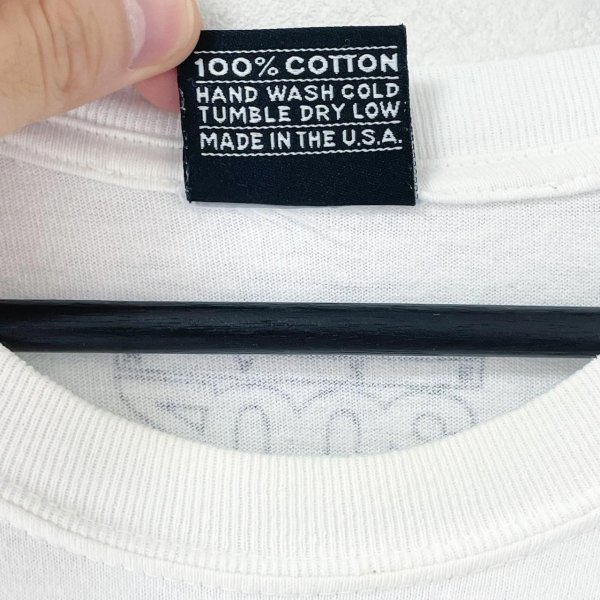 100% COTTON
HAND WASH COLD
TUMBLE DRY LOW
MADE IN THE U.S.A.